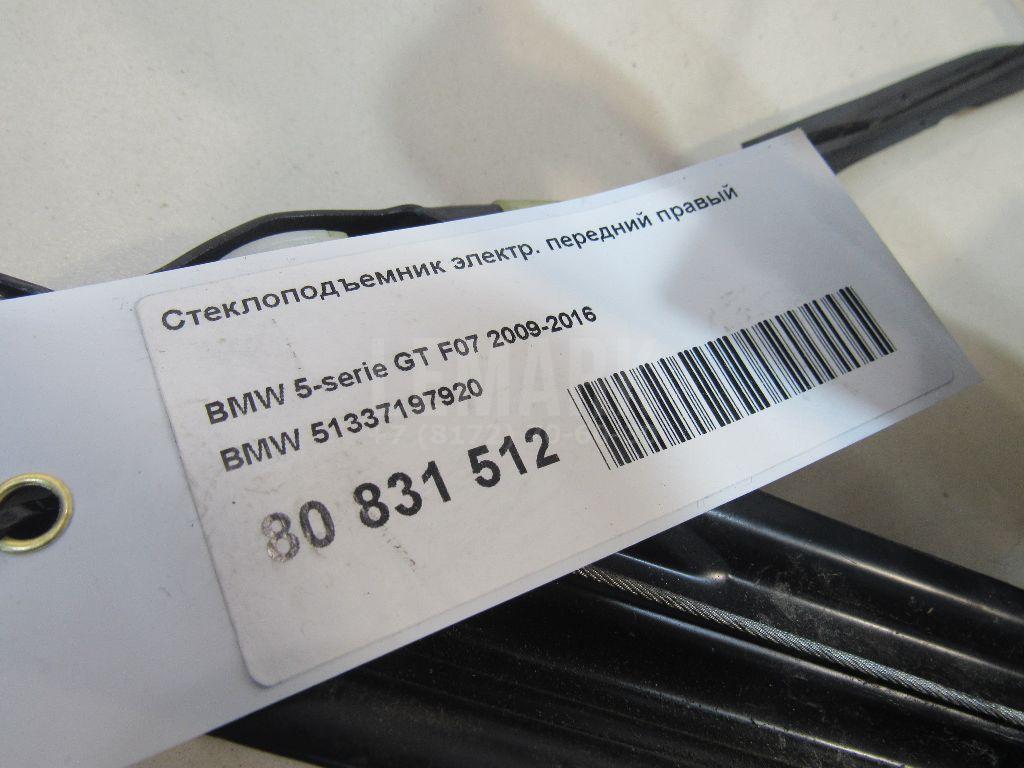 Стеклоподъемник электр. передний правый
BMW 5-serie GT F07 2009-2016
BMW 51337197920
80 831 512